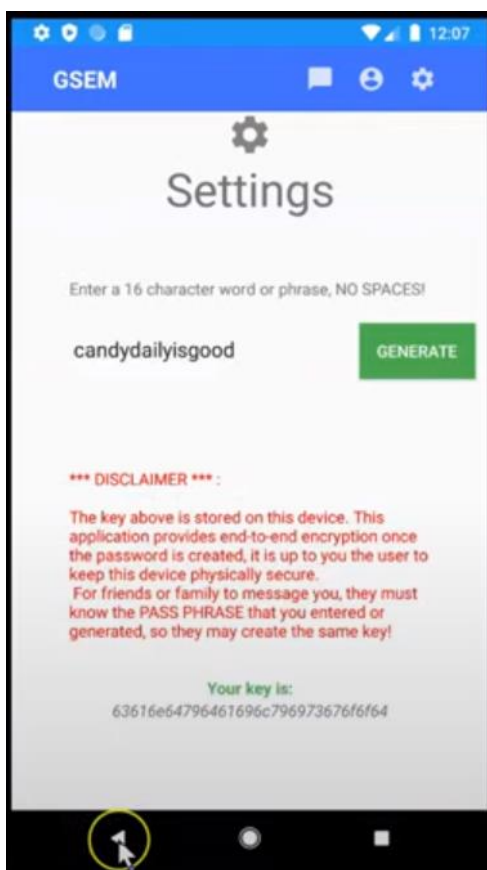 12:07
GSEM
Settings
Enter a 16 character word or phrase, NO SPACES!
candydailyisgood
GENERATE
*** DISCLAIMER *** :
The key above is stored on this device. This
application provides end-to-end encryption once
the password is created, it is up to you the user to
keep this device physically secure.
For friends or family to message you, they must
know the PASS PHRASE that you entered or
generated, so they may create the same key!
Your key is:
63616e64796461696c796973676f6f64